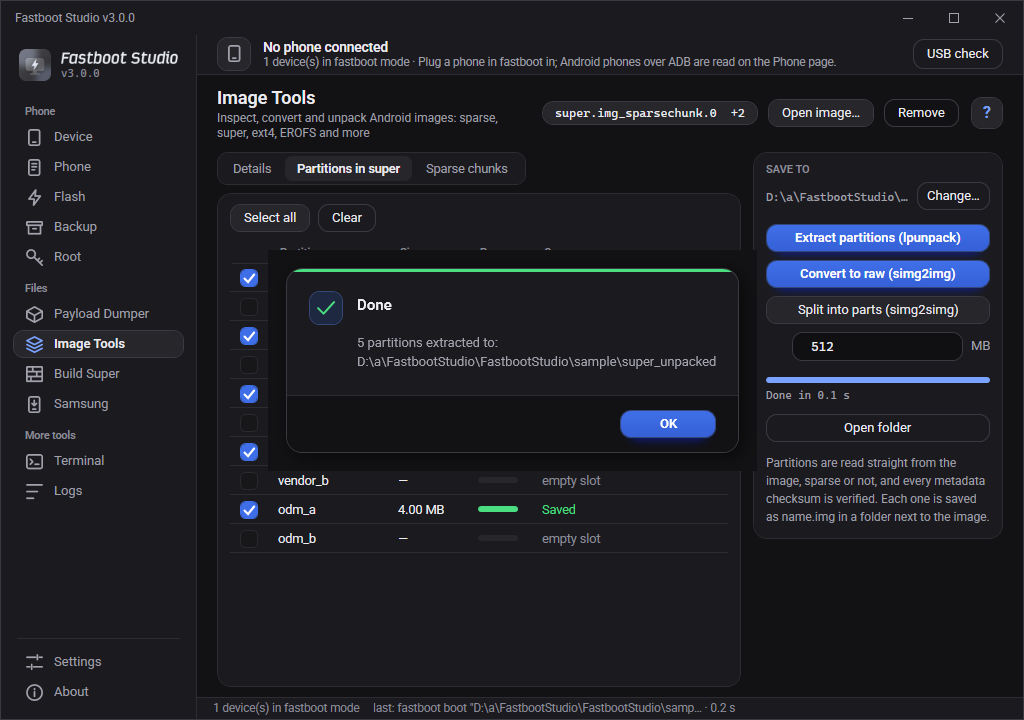 Fastboot Studio v3.0.0
Fastboot Studio
v3.0.0
Phone
Device
Phone
Flash
Backup
Root
Files
Payload Dumper
Image Tools
Build Super
Samsung
More tools
Terminal
Logs
Settings
About
No phone connected
1 device(s) in fastboot mode · Plug a phone in fastboot in; Android phones over ADB are read on the Phone page.
USB check
Image Tools
Inspect, convert and unpack Android images: sparse,
super, ext4, EROFS and more
super.img_sparsechunk.0 +2
Open image...
Remove
?
Details
Partitions in super
Sparse chunks
Select all
Clear
Done
5 partitions extracted to:
D:\a\FastbootStudio\FastbootStudio\sample\super_unpacked
OK
vendor_b — empty slot
odm_a 4.00 MB Saved
odm_b — empty slot
SAVE TO
D:\a\FastbootStudio\…
Change...
Extract partitions (lpunpack)
Convert to raw (simg2img)
Split into parts (simg2simg)
512 MB
Done in 0.1 s
Open folder
Partitions are read straight from the
image, sparse or not, and every metadata
checksum is verified. Each one is saved
as name.img in a folder next to the image.
1 device(s) in fastboot mode last: fastboot boot "D:\a\FastbootStudio\FastbootStudio\samp... · 0.2 s